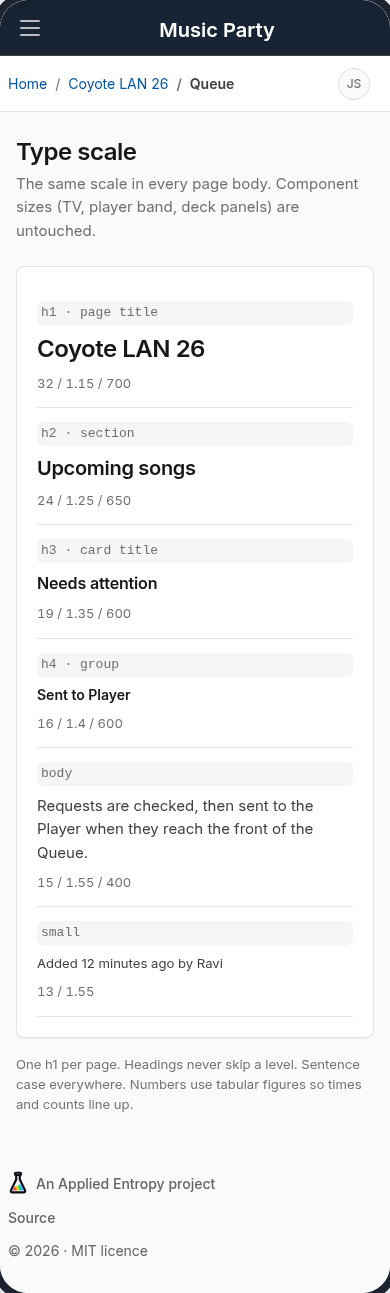 Music Party
Home / Coyote LAN 26 / Queue JS
Type scale
The same scale in every page body. Component
sizes (TV, player band, deck panels) are
untouched.
h1 · page title
Coyote LAN 26
32 / 1.15 / 700
h2 · section
Upcoming songs
24 / 1.25 / 650
h3 · card title
Needs attention
19 / 1.35 / 600
h4 · group
Sent to Player
16 / 1.4 / 600
body
Requests are checked, then sent to the
Player when they reach the front of the
Queue.
15 / 1.55 / 400
small
Added 12 minutes ago by Ravi
13 / 1.55
One h1 per page. Headings never skip a level. Sentence
case everywhere. Numbers use tabular figures so times
and counts line up.
An Applied Entropy project
Source
© 2026 · MIT licence